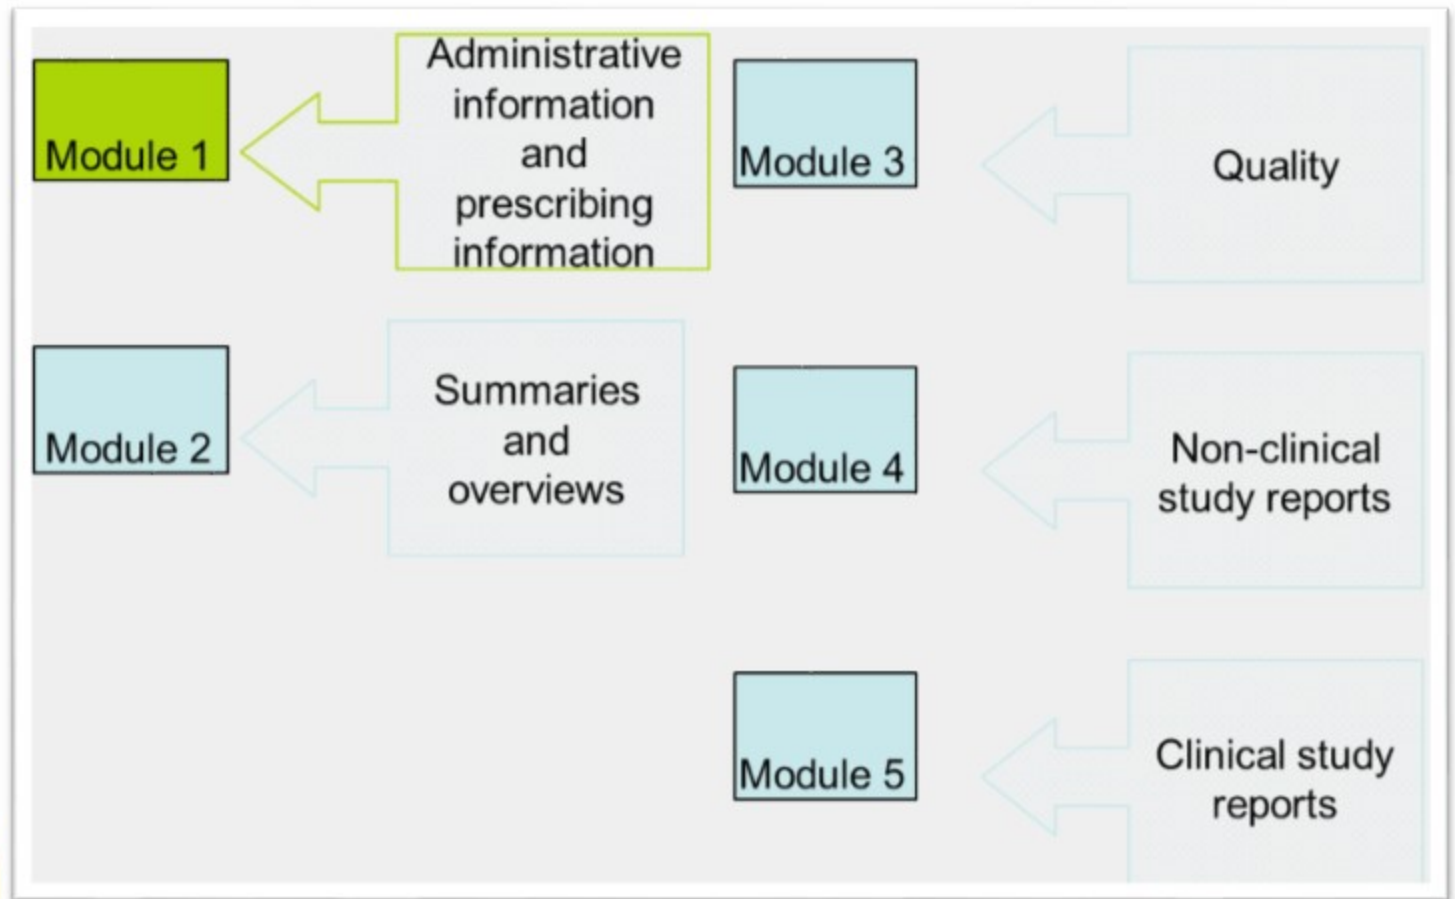 Module 1
Administrative
information
and
prescribing
information
Module 2
Summaries
and
overviews
Module 3
Quality
Module 4
Non-clinical
study reports
Module 5
Clinical study
reports